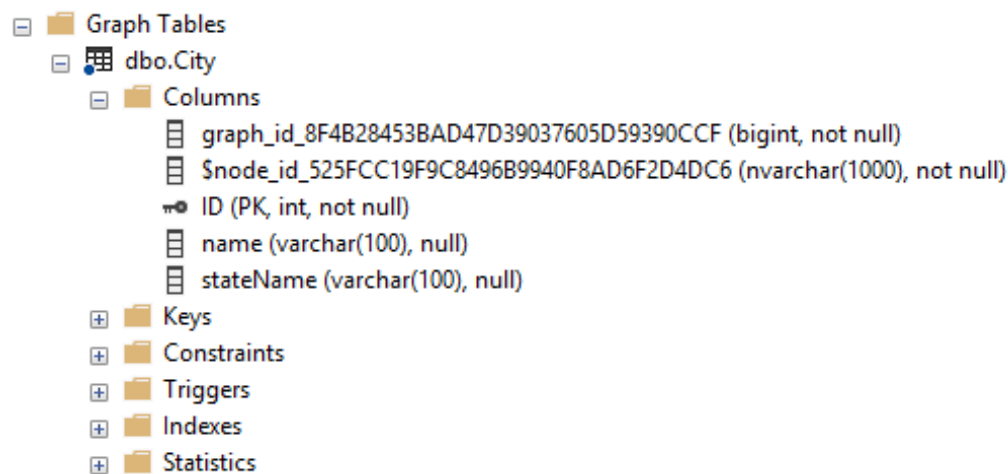 Graph Tables
dbo.City
Columns
graph_id_8F4B28453BAD47D39037605D59390CCF (bigint, not null)
$node_id_525FCC19F9C8496B9940F8AD6F2D4DC6 (nvarchar(1000), not null)
ID (PK, int, not null)
name (varchar(100), null)
stateName (varchar(100), null)
Keys
Constraints
Triggers
Indexes
Statistics